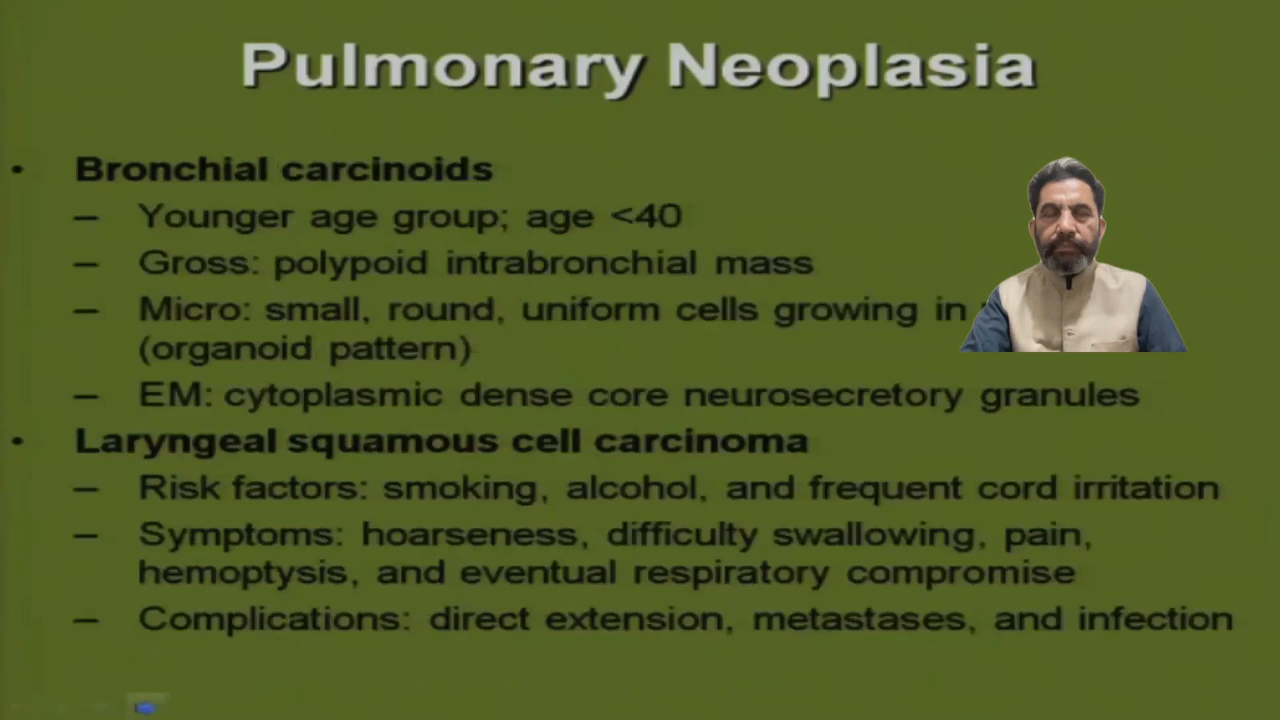 Pulmonary Neoplasia
• Bronchial carcinoids
– Younger age group; age <40
– Gross: polypoid intrabronchial mass
– Micro: small, round, uniform cells growing in
(organoid pattern)
– EM: cytoplasmic dense core neurosecretory granules
• Laryngeal squamous cell carcinoma
– Risk factors: smoking, alcohol, and frequent cord irritation
– Symptoms: hoarseness, difficulty swallowing, pain,
hemoptysis, and eventual respiratory compromise
– Complications: direct extension, metastases, and infection